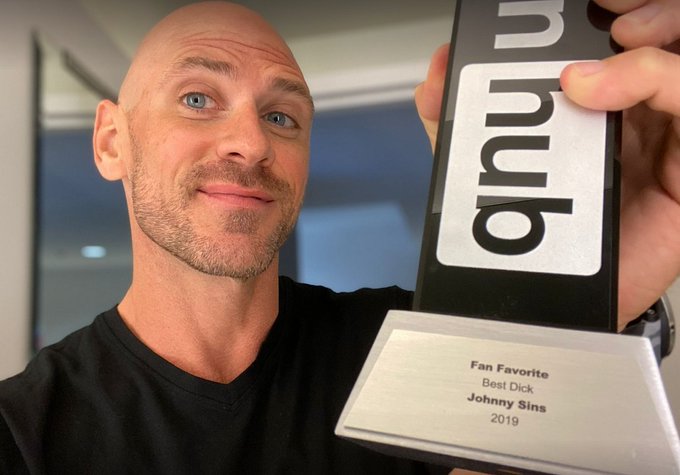 n
hub
Fan Favorite
Best Dick
Johnny Sins
2019